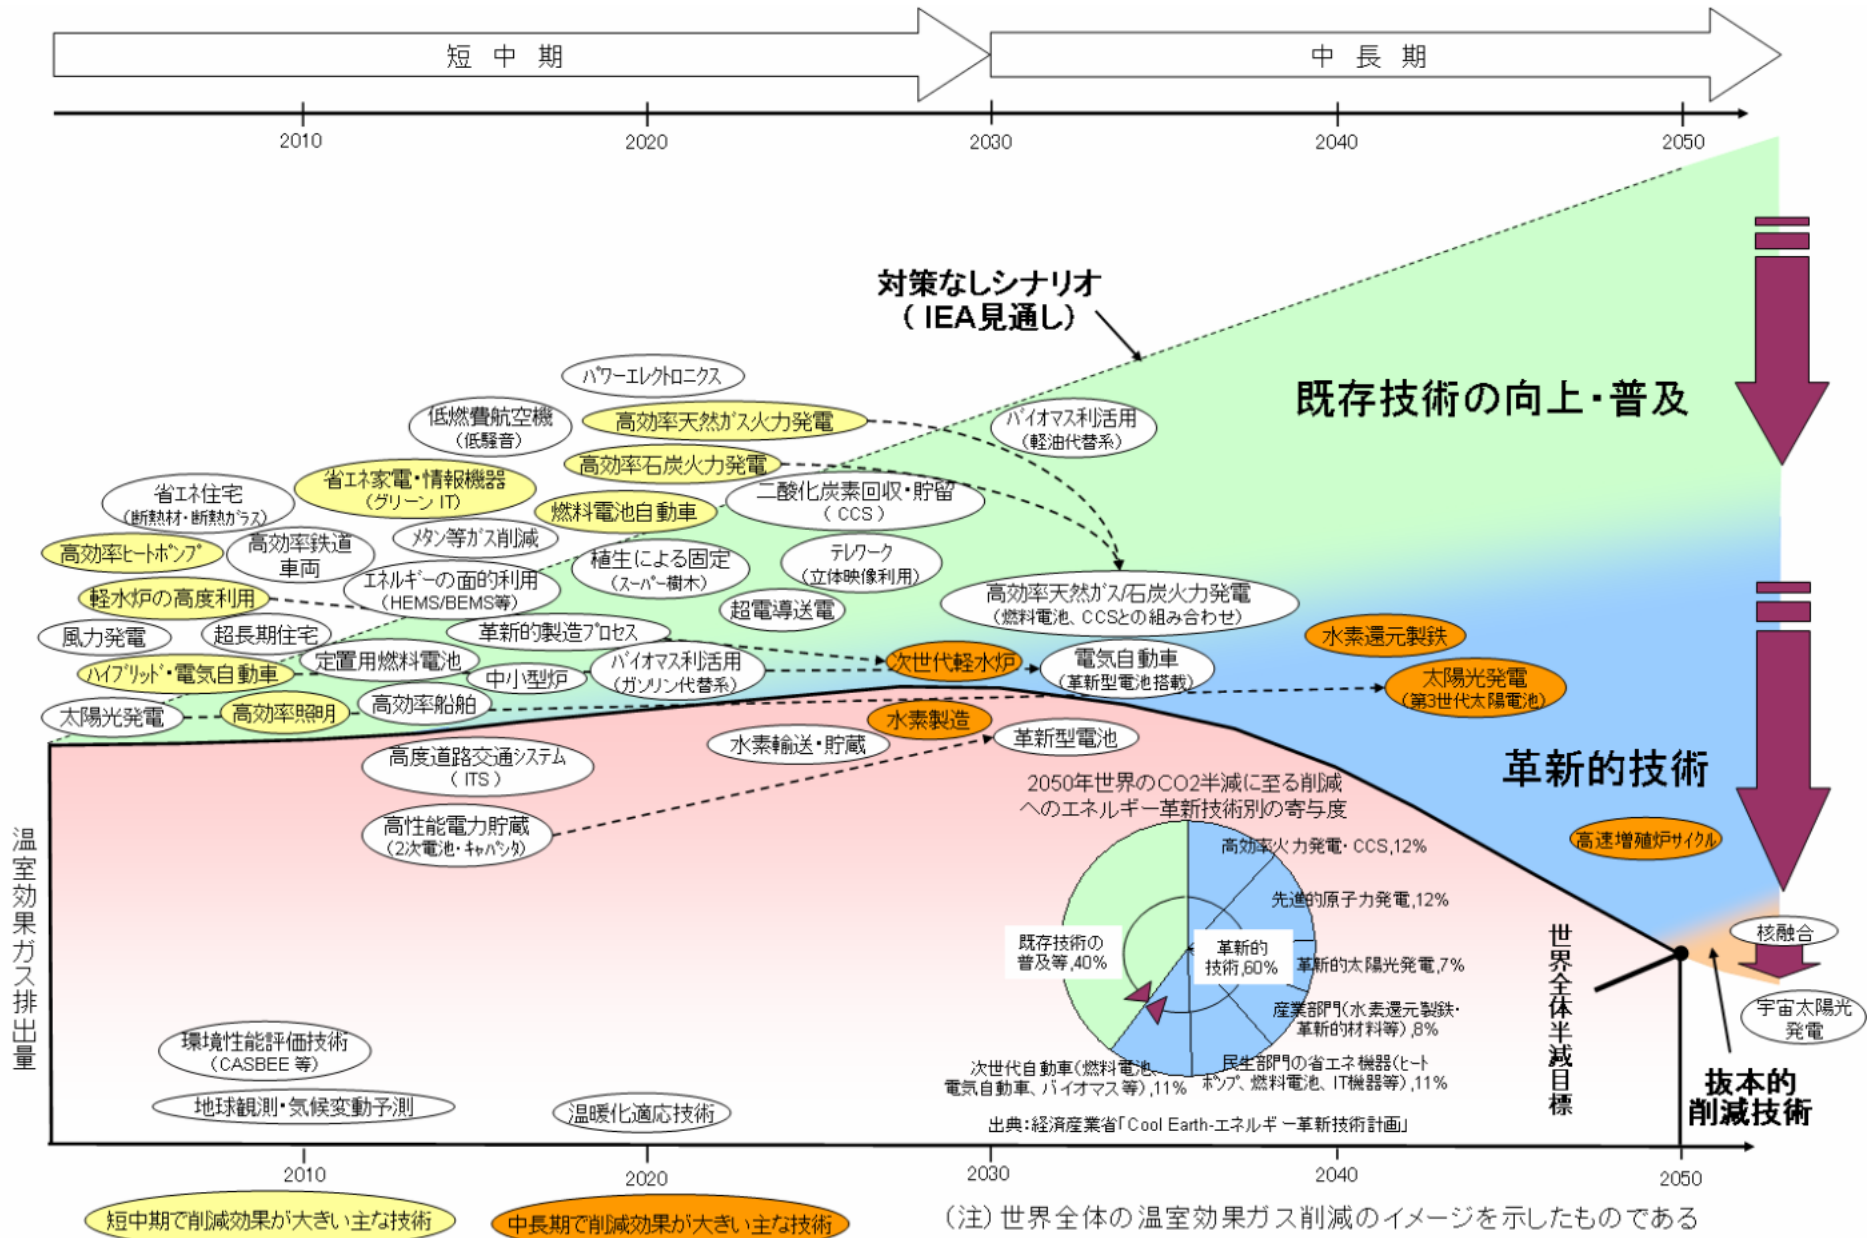 短中期
中長期
2010
2020
2030
2040
2050
対策なしシナリオ
（IEA見通し）
パワーエレクトロニクス
低燃費航空機
（低騒音）
高効率天然ガス火力発電
バイオマス利活用
（軽油代替系）
既存技術の向上・普及
高効率石炭火力発電
省エネ家電・情報機器
（グリーンIT）
省エネ住宅
（断熱材・断熱ガラス）
二酸化炭素回収・貯留
（CCS）
燃料電池自動車
メタン等ガス削減
高効率ヒートポンプ
高効率鉄道
車両
植生による固定
（スーパー樹木）
テレワーク
（立体映像利用）
エネルギーの面的利用
（HEMS/BEMS等）
軽水炉の高度利用
超電導送電
高効率天然ガス/石炭火力発電
（燃料電池、CCSとの組み合わせ）
風力発電
超長期住宅
革新的製造プロセス
水素還元製鉄
定置用燃料電池
バイオマス利活用
（ガソリン代替系）
次世代軽水炉
電気自動車
（革新型電池搭載）
ハイブリッド・電気自動車
中小型炉
太陽光発電
（第3世代太陽電池）
太陽光発電
高効率照明
高効率船舶
水素製造
水素輸送・貯蔵
革新型電池
高度道路交通システム
（ITS）
革新的技術
2050年世界のCO2半減に至る削減
へのエネルギー革新技術別の寄与度
高性能電力貯蔵
（2次電池・キャパシタ）
高速増殖炉サイクル
温室効果ガス排出量
高効率火力発電・CCS,12%
先進的原子力発電,12%
既存技術の
普及等,40%
革新的
技術,60%
革新的太陽光発電,7%
産業部門（水素還元製鉄・
革新的材料等）,8%
民生部門の省エネ機器（ヒート
ポンプ、燃料電池、IT機器等）,11%
次世代自動車（燃料電池、
電気自動車、バイオマス等）,11%
出典：経済産業省「Cool Earth-エネルギー革新技術計画」
世界全体半減目標
核融合
宇宙太陽光
発電
抜本的
削減技術
環境性能評価技術
（CASBEE 等）
地球観測・気候変動予測
温暖化適応技術
2010
2020
2030
2040
2050
短中期で削減効果が大きい主な技術
中長期で削減効果が大きい主な技術
（注）世界全体の温室効果ガス削減のイメージを示したものである